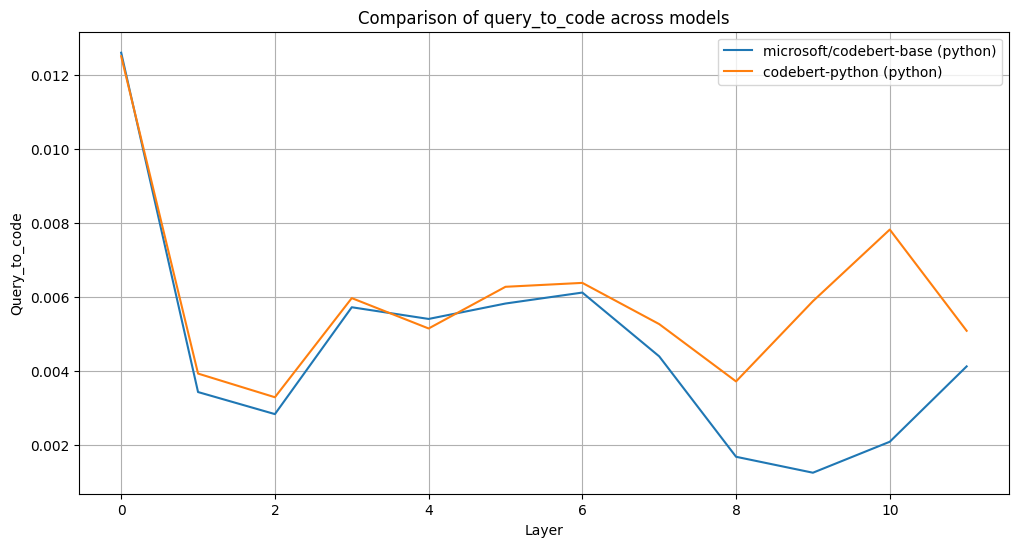 Comparison of query_to_code across models
microsoft/codebert-base (python)
codebert-python (python)
Query_to_code
0.012
0.010
0.008
0.006
0.004
0.002
0 2 4 6 8 10
Layer